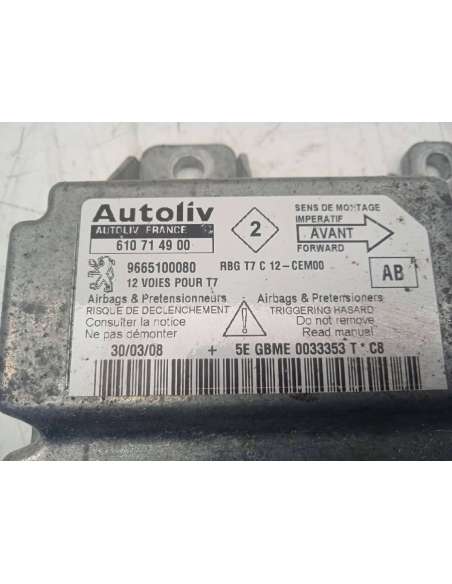 Autoliv
AUTOLIV FRANCE
610 71 49 00
2
SENS DE MONTAGE
IMPERATIF
AVANT
FORWARD
9665100080 RBG T7 C 12-CEM00
12 VOIES POUR T7
AB
Airbags & Pretensionneurs
RISQUE DE DECLENCHEMENT
Consulter la notice
Ne pas démonter
Airbags & Pretensioners
TRIGGERING HASARD
Do not remove
Read manuel
30/03/08 + 5E GBME 0033353 T * C8